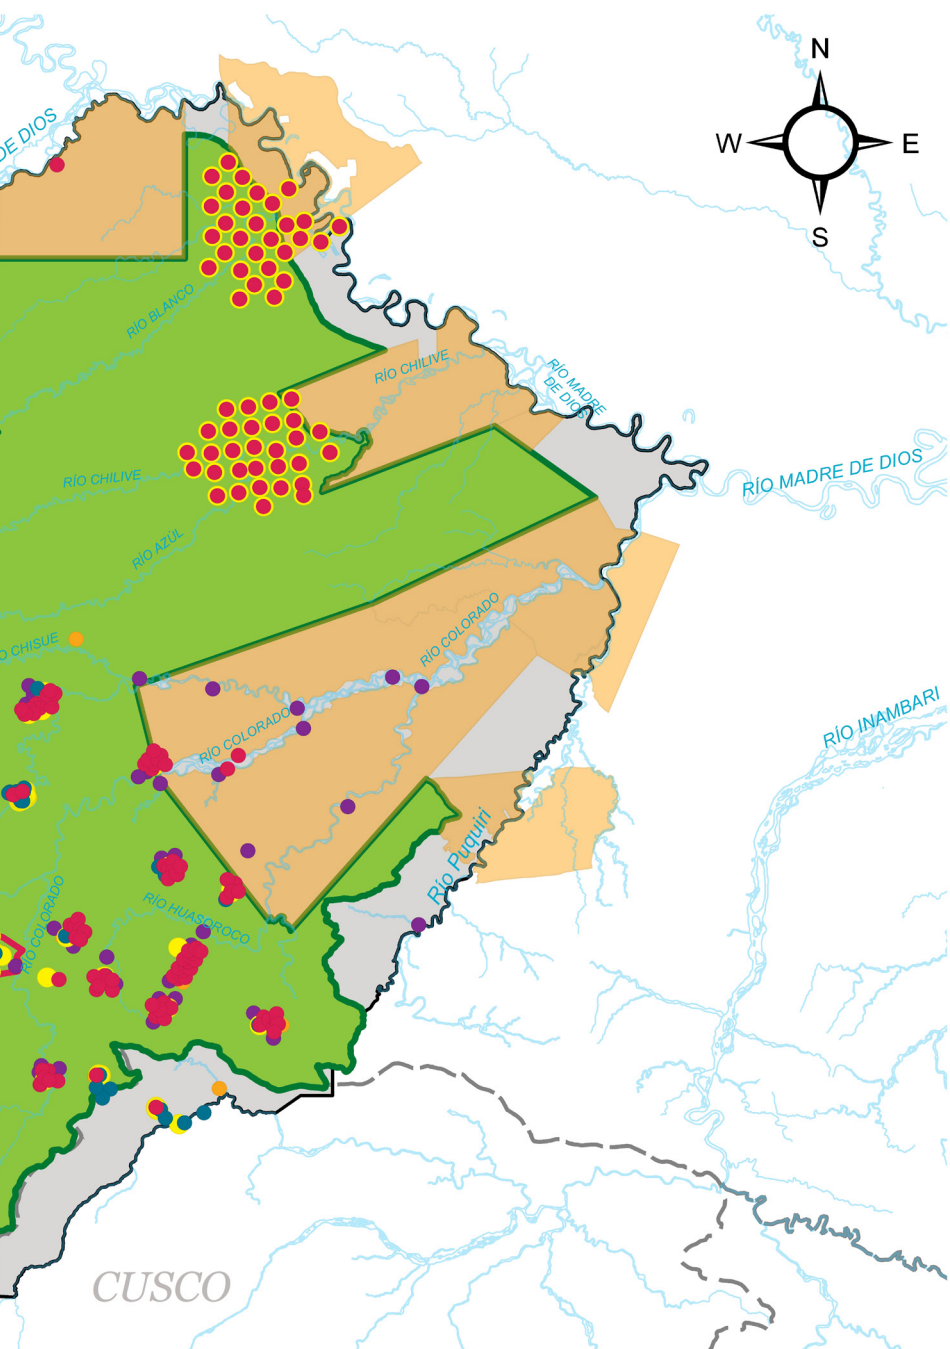 N
W
E
S
DE DIOS
RÍO BLANCO
RÍO CHILIVE
RÍO MADRE
DE DIOS
RÍO MADRE DE DIOS
RÍO CHILIVE
RÍO AZÚL
O CHISUE
RÍO COLORADO
RÍO COLORADO
RÍO INAMBARI
Río Puquiri
RÍO COLORADO
RÍO HUASOROCO
CUSCO